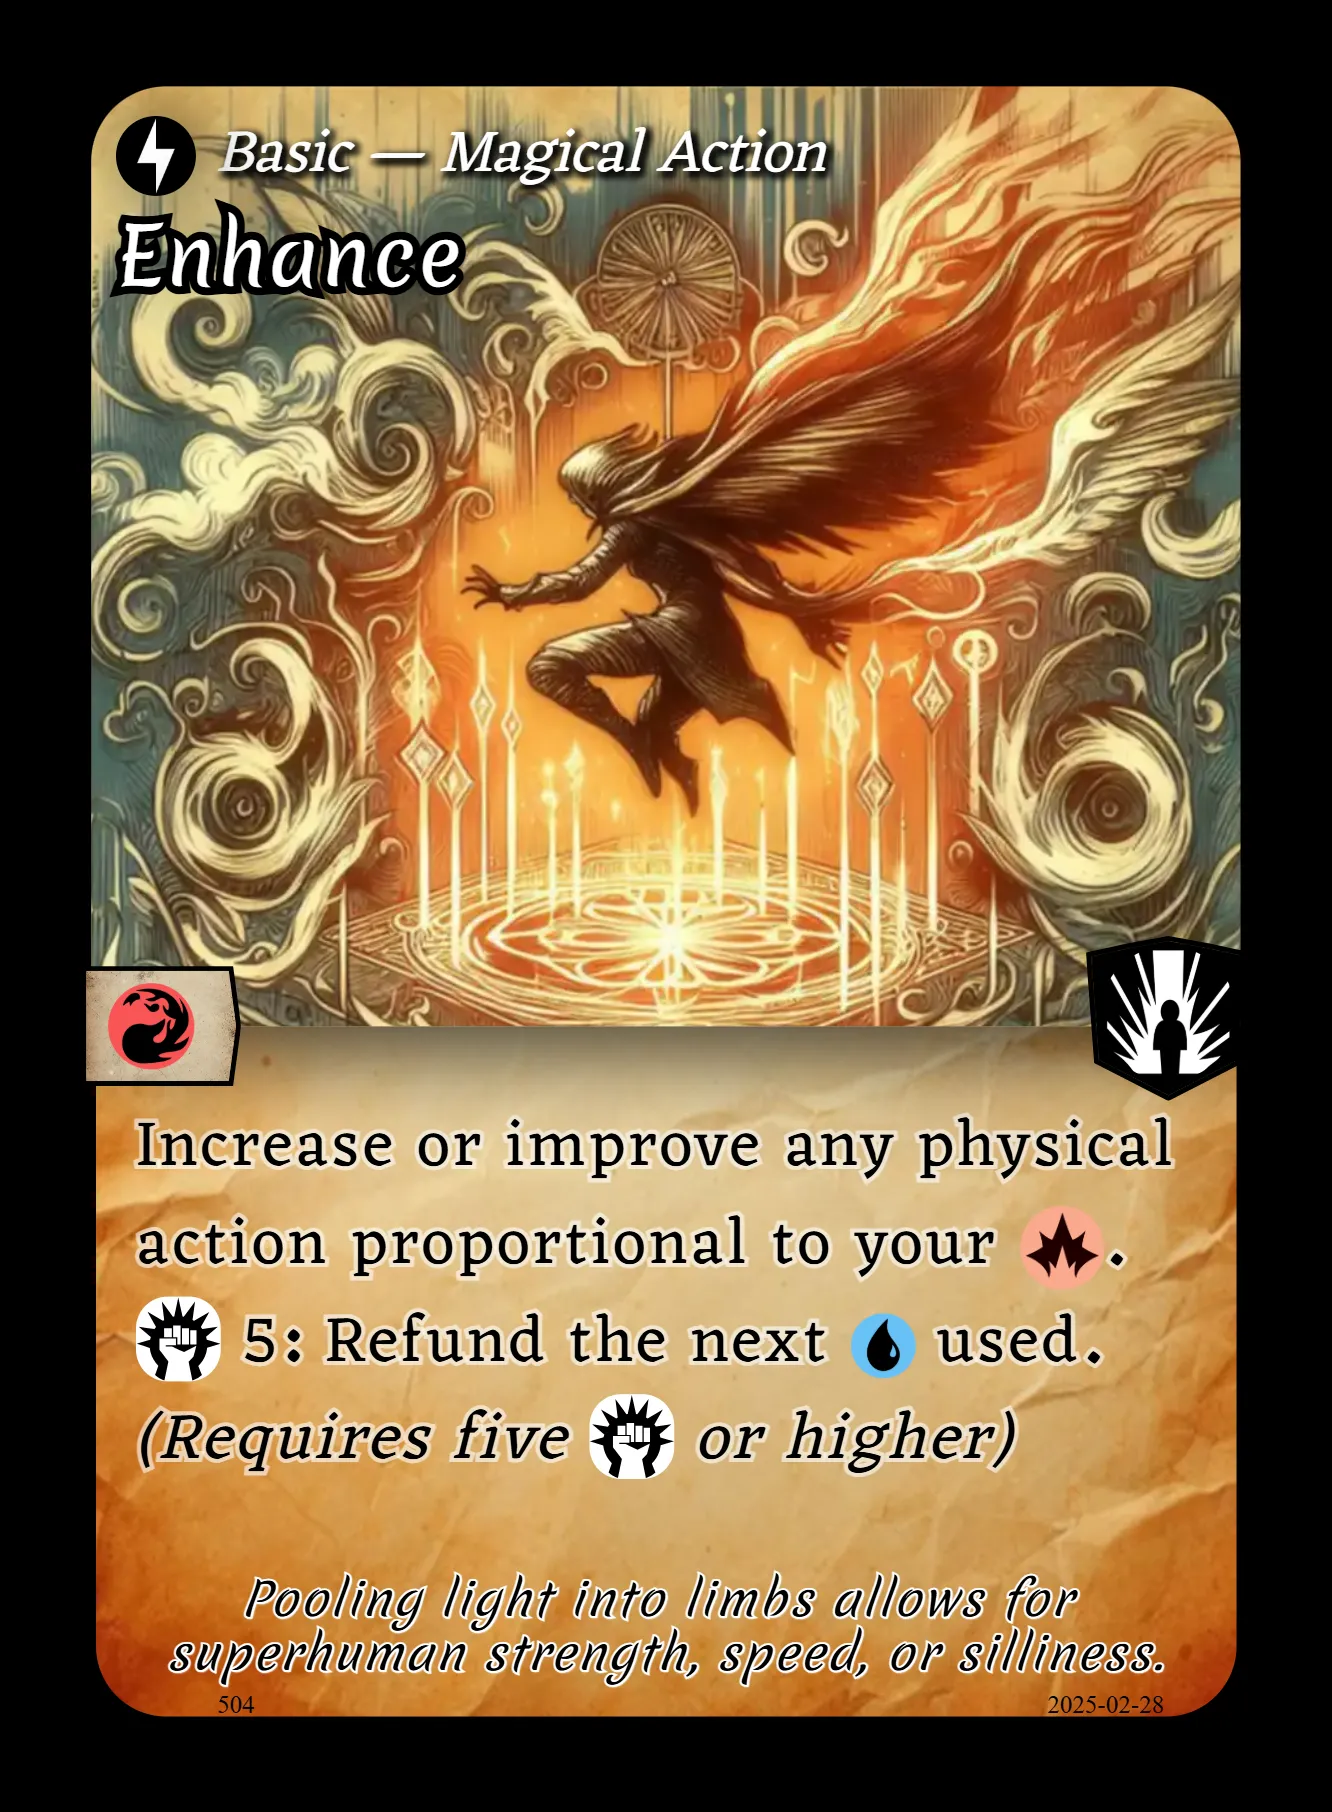 Basic — Magical Action
Enhance
Increase or improve any physical
action proportional to your .
5: Refund the next used.
(Requires five or higher)
Pooling light into limbs allows for
superhuman strength, speed, or silliness.
504
2025-02-28